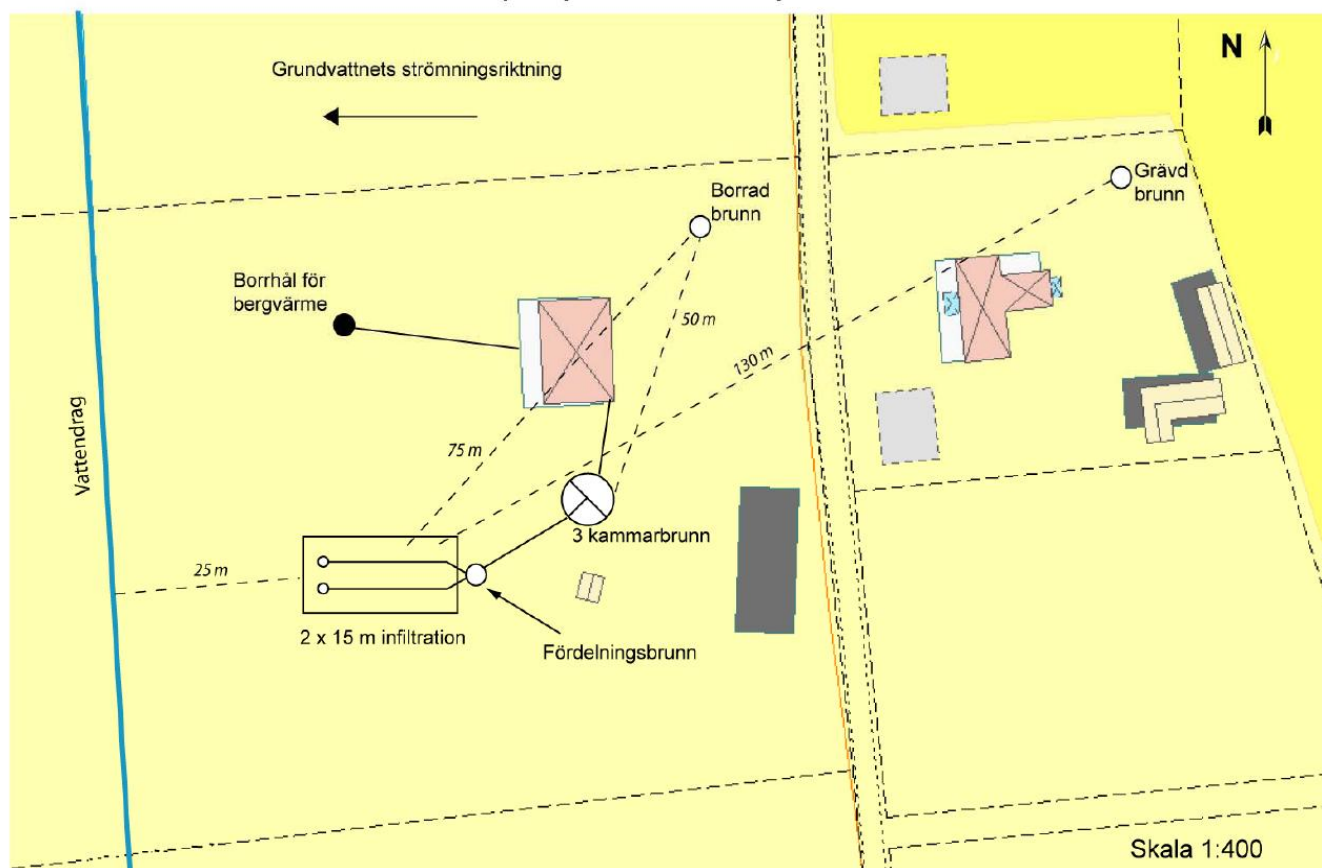 Grundvattnets strömningsriktning
N
Borrad
brunn
Grävd
brunn
Borrhål för
bergvärme
50 m
130 m
75 m
Vattendrag
3 kammarbrunn
25 m
2 x 15 m infiltration
Fördelningsbrunn
Skala 1:400